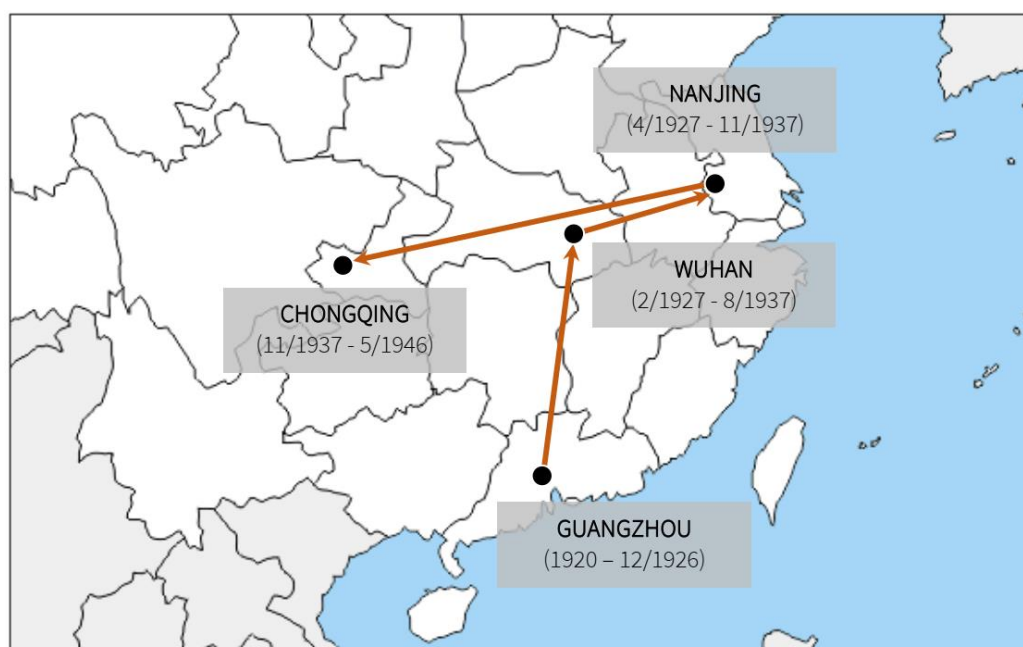 NANJING
(4/1927 - 11/1937)
WUHAN
(2/1927 - 8/1937)
CHONGQING
(11/1937 - 5/1946)
GUANGZHOU
(1920 – 12/1926)